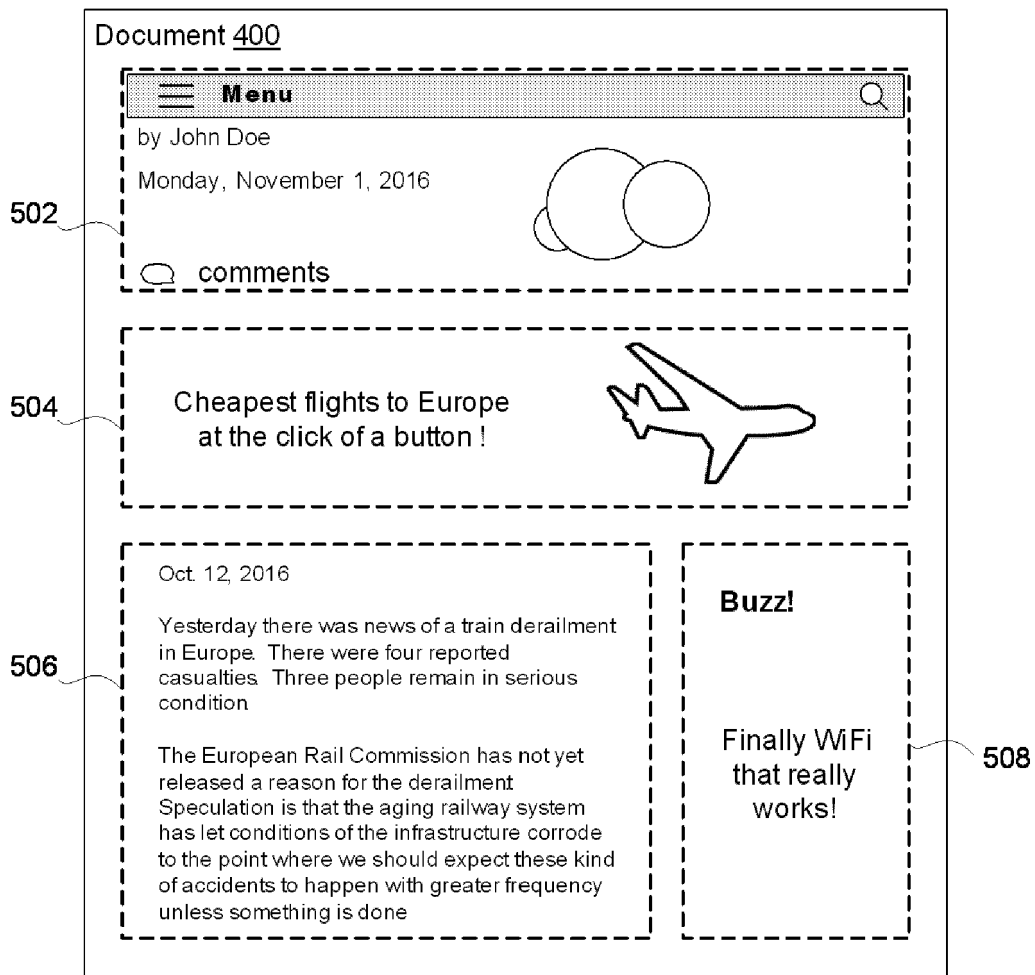 Document 400
Menu
by John Doe
Monday, November 1, 2016
502
comments
504
Cheapest flights to Europe
at the click of a button !
506
Oct. 12, 2016
Yesterday there was news of a train derailment
in Europe. There were four reported
casualties. Three people remain in serious
condition.
The European Rail Commission has not yet
released a reason for the derailment.
Speculation is that the aging railway system
has let conditions of the infrastructure corrode
to the point where we should expect these kind
of accidents to happen with greater frequency
unless something is done
Buzz!
Finally WiFi
that really
works!
508